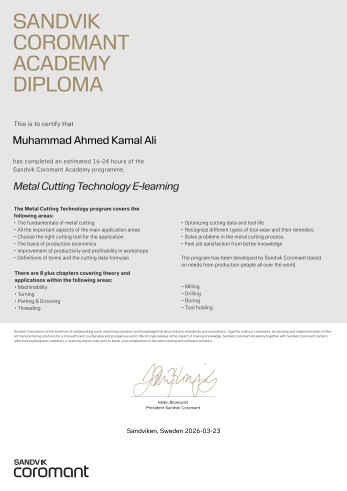 SANDVIK
COROMANT
ACADEMY
DIPLOMA
This is to certify that
Muhammad Ahmed Kamal Ali
has completed an estimated 16-24 hours of the
Sandvik Coromant Academy programme,
Metal Cutting Technology E-learning
The Metal Cutting Technology program covers the
following areas:
• The fundamentals of metal cutting
• All the important aspects of the main application areas
• Choose the right cutting tool for the application
• The basis of production economics
• Improvement of productivity and profitability in workshops
• Definitions of terms and the cutting data formulas
• Optimizing cutting data and tool life
• Recognize different types of tool wear and their remedies
• Solve problems in the metal cutting process
• Feel job satisfaction from better knowledge
The program has been developed by Sandvik Coromant based
on needs from production people all over the world.
There are 8 plus chapters covering theory and
applications within the following areas:
• Machinability
• Turning
• Parting & Grooving
• Threading
• Milling
• Drilling
• Boring
• Tool holding
Helen Blomqvist
President Sandvik Coromant
Sandviken, Sweden 2026-03-23
SANDVIK
coromant